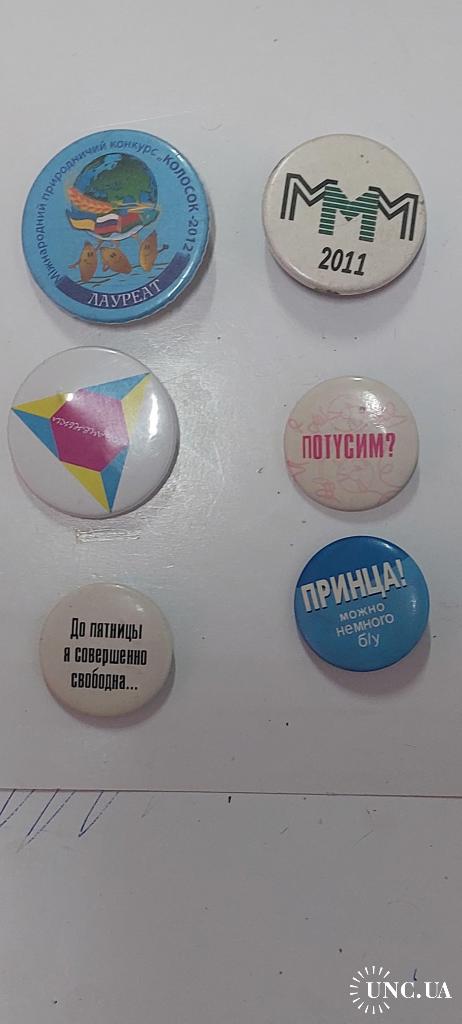 Міжнародний природничий конкурс „КОЛОСОК -2012"
ЛАУРЕАТ
МММ
2011
ПОТУСИМ?
До пятницы
я совершенно
свободна...
ПРИНЦА!
можно
немного
б/у
UNC.UA